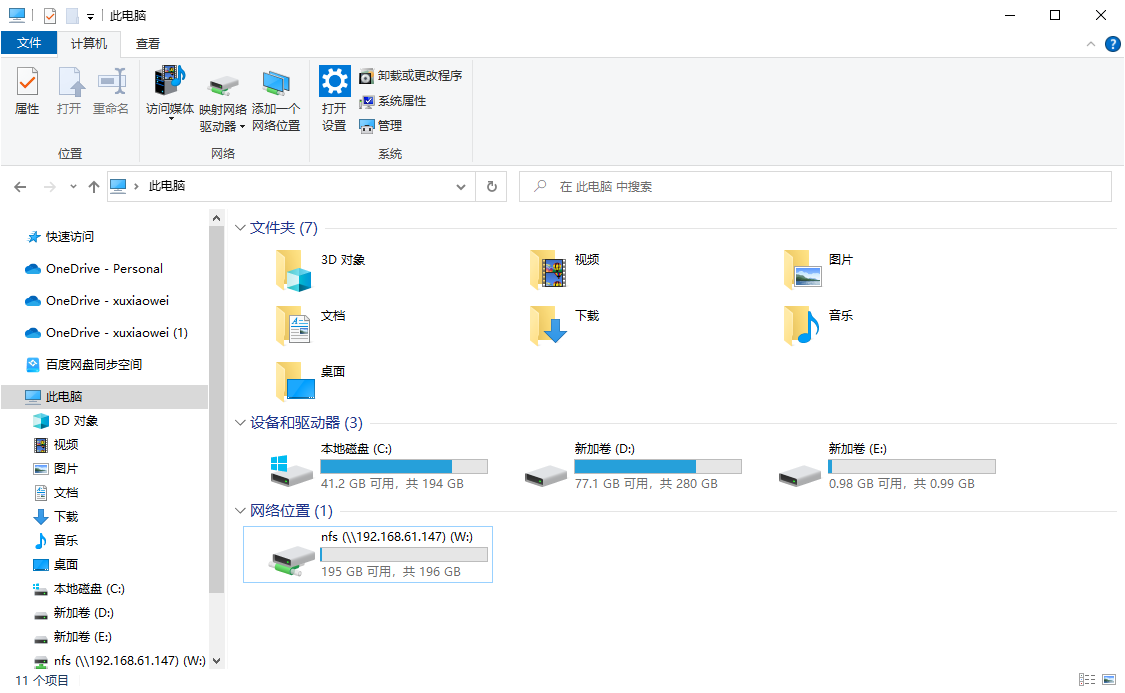 此电脑
文件 计算机 查看
属性 打开 重命名 访问媒体 映射网络驱动器 添加一个网络位置 打开设置 卸载或更改程序
系统属性
管理
位置 网络 系统
此电脑 在 此电脑 中搜索
快速访问
OneDrive - Personal
OneDrive - xuxiaowei
OneDrive - xuxiaowei (1)
百度网盘同步空间
此电脑
3D 对象
视频
图片
文档
下载
音乐
桌面
本地磁盘 (C:)
新加卷 (D:)
新加卷 (E:)
nfs (\\192.168.61.147) (W:)
文件夹 (7)
3D 对象 视频 图片
文档 下载 音乐
桌面
设备和驱动器 (3)
本地磁盘 (C:) 新加卷 (D:) 新加卷 (E:)
41.2 GB 可用，共 194 GB 77.1 GB 可用，共 280 GB 0.98 GB 可用，共 0.99 GB
网络位置 (1)
nfs (\\192.168.61.147) (W:)
195 GB 可用，共 196 GB
11 个项目